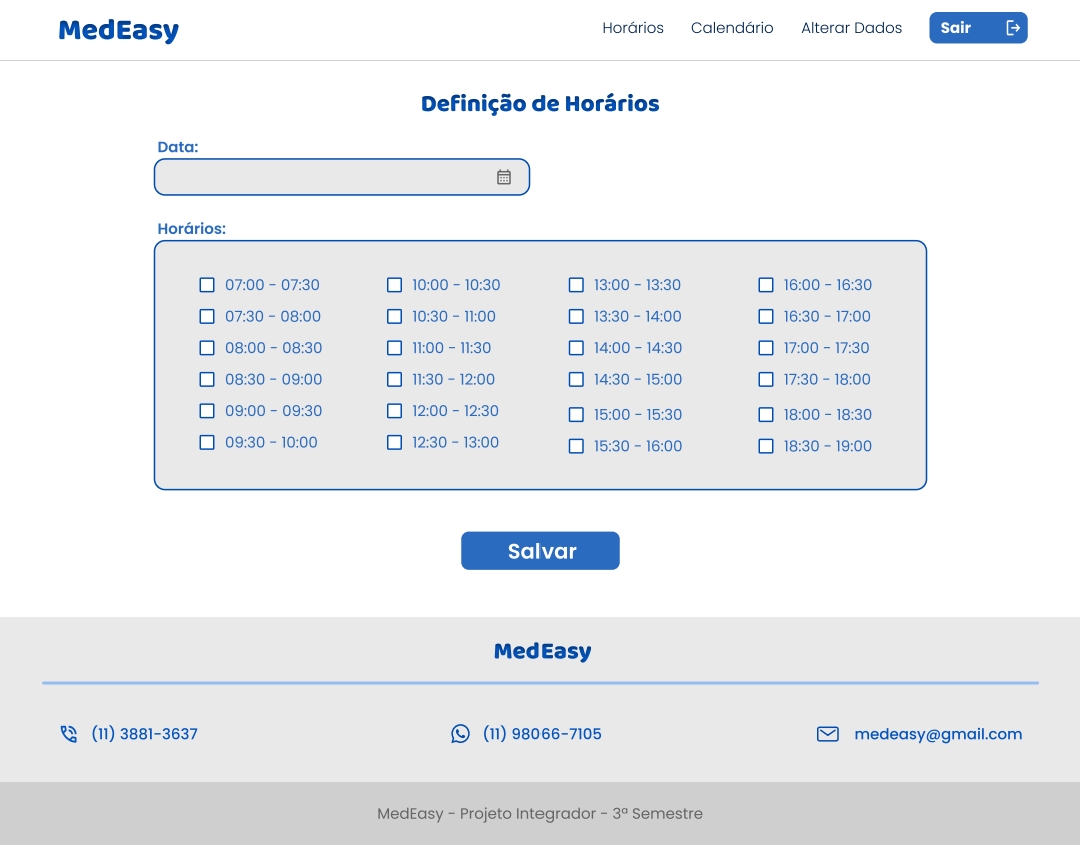 MedEasy
Horários
Calendário
Alterar Dados
Sair
Definição de Horários
Data:
Horários:
07:00 - 07:30
07:30 - 08:00
08:00 - 08:30
08:30 - 09:00
09:00 - 09:30
09:30 - 10:00
10:00 - 10:30
10:30 - 11:00
11:00 - 11:30
11:30 - 12:00
12:00 - 12:30
12:30 - 13:00
13:00 - 13:30
13:30 - 14:00
14:00 - 14:30
14:30 - 15:00
15:00 - 15:30
15:30 - 16:00
16:00 - 16:30
16:30 - 17:00
17:00 - 17:30
17:30 - 18:00
18:00 - 18:30
18:30 - 19:00
Salvar
MedEasy
(11) 3881-3637
(11) 98066-7105
medeasy@gmail.com
MedEasy - Projeto Integrador - 3ª Semestre